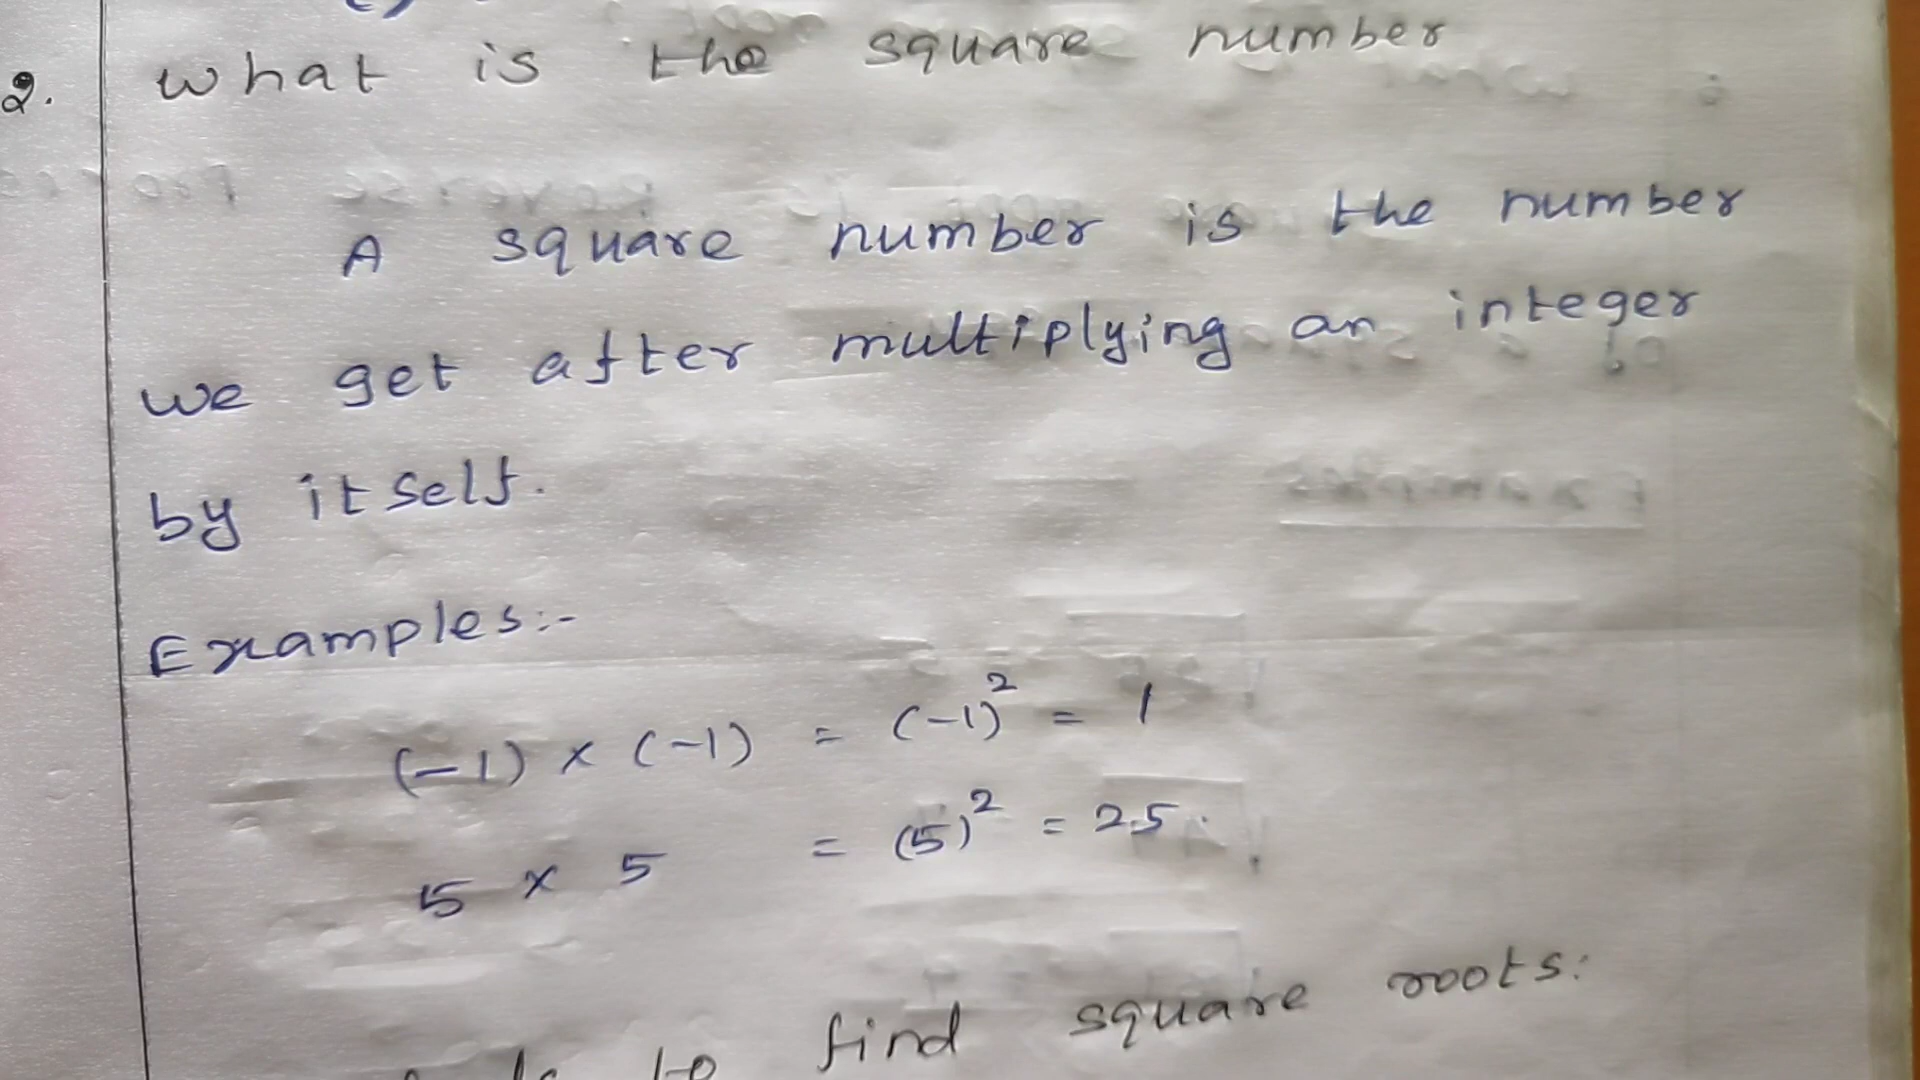 2. What is the square number
A square number is the number
we get after multiplying an integer
by itself.
Examples:-
(-1) x (-1) = (-1)² = 1
5 x 5 = (5)² = 25.
to find square roots: